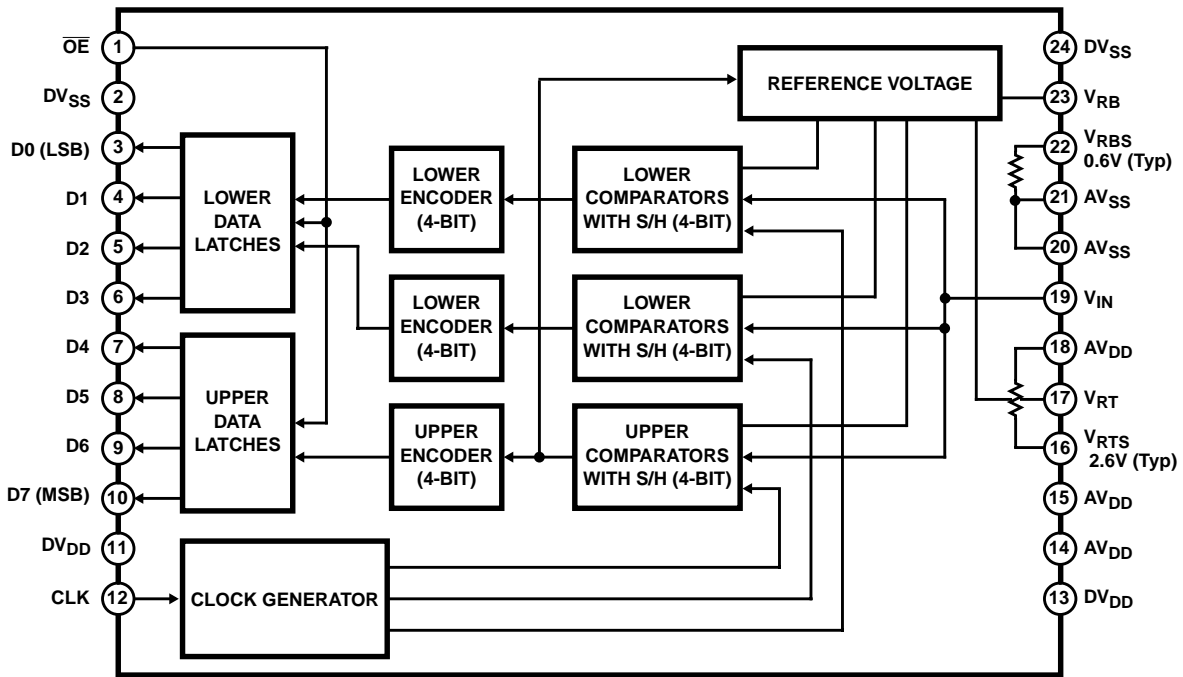 OE
1
DVSS
2
D0 (LSB)
3
D1
4
D2
5
D3
6
D4
7
D5
8
D6
9
D7 (MSB)
10
DVDD
11
CLK
12
LOWER
DATA
LATCHES
UPPER
DATA
LATCHES
CLOCK GENERATOR
LOWER
ENCODER
(4-BIT)
LOWER
ENCODER
(4-BIT)
UPPER
ENCODER
(4-BIT)
LOWER
COMPARATORS
WITH S/H (4-BIT)
LOWER
COMPARATORS
WITH S/H (4-BIT)
UPPER
COMPARATORS
WITH S/H (4-BIT)
REFERENCE VOLTAGE
24
DVSS
23
VRB
22
VRBS
0.6V (Typ)
21
AVSS
20
AVSS
19
VIN
18
AVDD
17
VRT
16
VRTS
2.6V (Typ)
15
AVDD
14
AVDD
13
DVDD